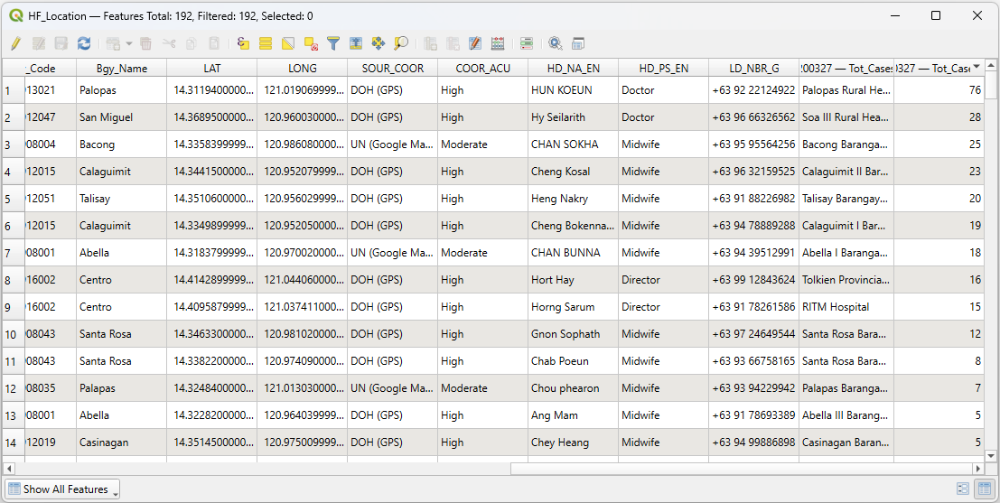 HF_Location — Features Total: 192, Filtered: 192, Selected: 0
_Code Bgy_Name LAT LONG SOUR_COOR COOR_ACU HD_NA_EN HD_PS_EN LD_NBR_G 200327 — Tot_Cases 0327 — Tot_Case
1 013021 Palopas 14.3119400000... 121.019069999... DOH (GPS) High HUN KOEUN Doctor +63 92 22124922 Palopas Rural He... 76
2 012047 San Miguel 14.3689500000... 120.960030000... DOH (GPS) High Hy Seilarith Doctor +63 96 66326562 Soa III Rural Hea... 28
3 008004 Bacong 14.3358399999... 120.986080000... UN (Google Ma... Moderate CHAN SOKHA Midwife +63 95 95564256 Bacong Baranga... 25
4 012015 Calaguimit 14.3441500000... 120.952079999... DOH (GPS) High Cheng Kosal Midwife +63 96 32159525 Calaguimit II Bar... 23
5 012051 Talisay 14.3510600000... 120.956029999... DOH (GPS) High Heng Nakry Midwife +63 91 88226982 Talisay Barangay... 20
6 012015 Calaguimit 14.3349899999... 120.952050000... DOH (GPS) High Cheng Bokenna... Midwife +63 94 78889288 Calaguimit I Bar... 19
7 008001 Abella 14.3183799999... 120.970020000... UN (Google Ma... Moderate CHAN BUNNA Midwife +63 94 39512991 Abella I Baranga... 18
8 016002 Centro 14.4142899999... 121.044060000... DOH (GPS) High Hort Hay Director +63 99 12843624 Tolkien Provincia... 16
9 016002 Centro 14.4095879999... 121.037411000... DOH (GPS) High Horng Sarum Director +63 91 78261586 RITM Hospital 15
10 008043 Santa Rosa 14.3463300000... 120.981020000... DOH (GPS) High Gnon Sophath Midwife +63 97 24649544 Santa Rosa Bara... 12
11 008043 Santa Rosa 14.3382200000... 120.974090000... DOH (GPS) High Chab Poeun Midwife +63 93 66758165 Santa Rosa Bara... 8
12 008035 Palapas 14.3248400000... 121.013030000... UN (Google Ma... Moderate Chou phearon Midwife +63 93 94229942 Palapas Baranga... 7
13 008001 Abella 14.3228200000... 120.964039999... DOH (GPS) High Ang Mam Midwife +63 91 78693389 Abella III Barang... 5
14 012019 Casinagan 14.3514500000... 120.975009999... DOH (GPS) High Chey Heang Midwife +63 94 99886898 Casinagan Baran... 5
Show All Features